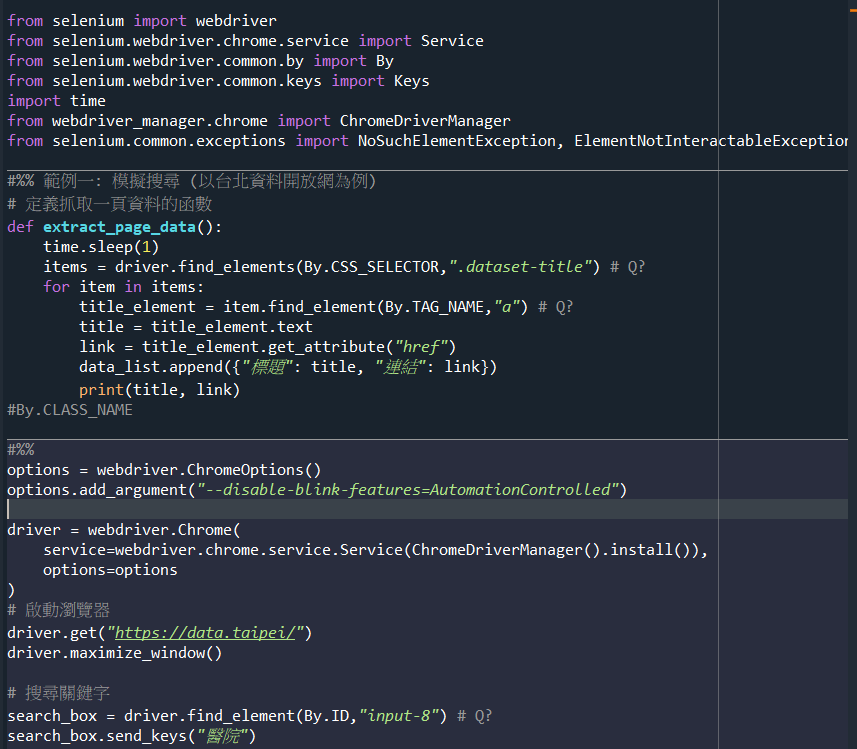 from selenium import webdriver
from selenium.webdriver.chrome.service import Service
from selenium.webdriver.common.by import By
from selenium.webdriver.common.keys import Keys
import time
from webdriver_manager.chrome import ChromeDriverManager
from selenium.common.exceptions import NoSuchElementException, ElementNotInteractableException
#%% 範例一: 模擬搜尋 (以台北資料開放網為例)
# 定義抓取一頁資料的函數
def extract_page_data():
    time.sleep(1)
    items = driver.find_elements(By.CSS_SELECTOR,".dataset-title") # Q?
    for item in items:
        title_element = item.find_element(By.TAG_NAME,"a") # Q?
        title = title_element.text
        link = title_element.get_attribute("href")
        data_list.append({"標題": title, "連結": link})
        print(title, link)
#By.CLASS_NAME
#%%
options = webdriver.ChromeOptions()
options.add_argument("--disable-blink-features=AutomationControlled")
driver = webdriver.Chrome(
    service=webdriver.chrome.service.Service(ChromeDriverManager().install()),
    options=options
)
# 啟動瀏覽器
driver.get("https://data.taipei/")
driver.maximize_window()
# 搜尋關鍵字
search_box = driver.find_element(By.ID,"input-8") # Q?
search_box.send_keys("醫院")